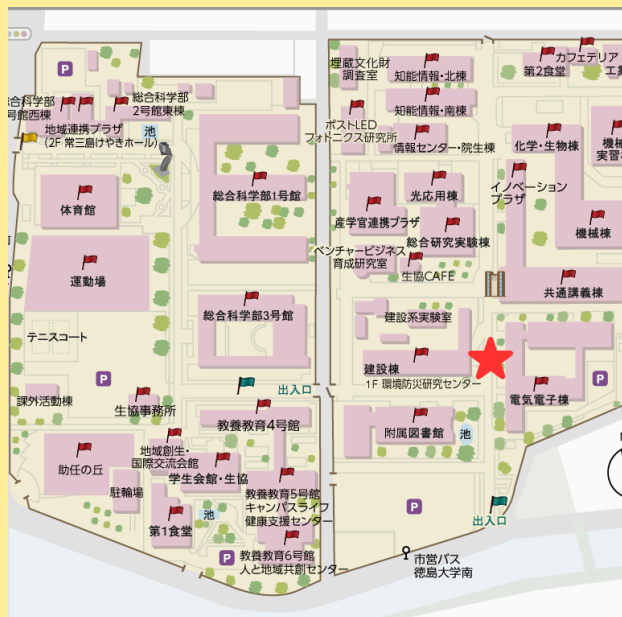 P
総合科学部
2号館東棟
合科学部
号館西棟
地域連携プラザ
(2F 常三島けやきホール)
池
体育館
総合科学部1号館
運動場
総合科学部3号館
テニスコート
P
課外活動棟
生協事務所
出入口
教養教育4号館
地域創生・
国際交流会館
助任の丘
学生会館・生協
駐輪場
第1食堂
池
教養教育5号館
キャンパスライフ
健康支援センター
P
教養教育6号館
人と地域共創センター
埋蔵文化財
調査室
知能情報・北棟
第2食堂
カフェテリア
工業
知能情報・南棟
ポストLED
フォトニクス研究所
情報センター・院生棟
化学・生物棟
機械
実習
光応用棟
イノベーション
プラザ
産学官連携プラザ
総合研究実験棟
機械棟
ベンチャービジネス
育成研究室
生協CAFE
共通講義棟
建設系実験室
建設棟
1F 環境防災研究センター
電気電子棟
P
附属図書館
池
P
出入口
市営バス
徳島大学南